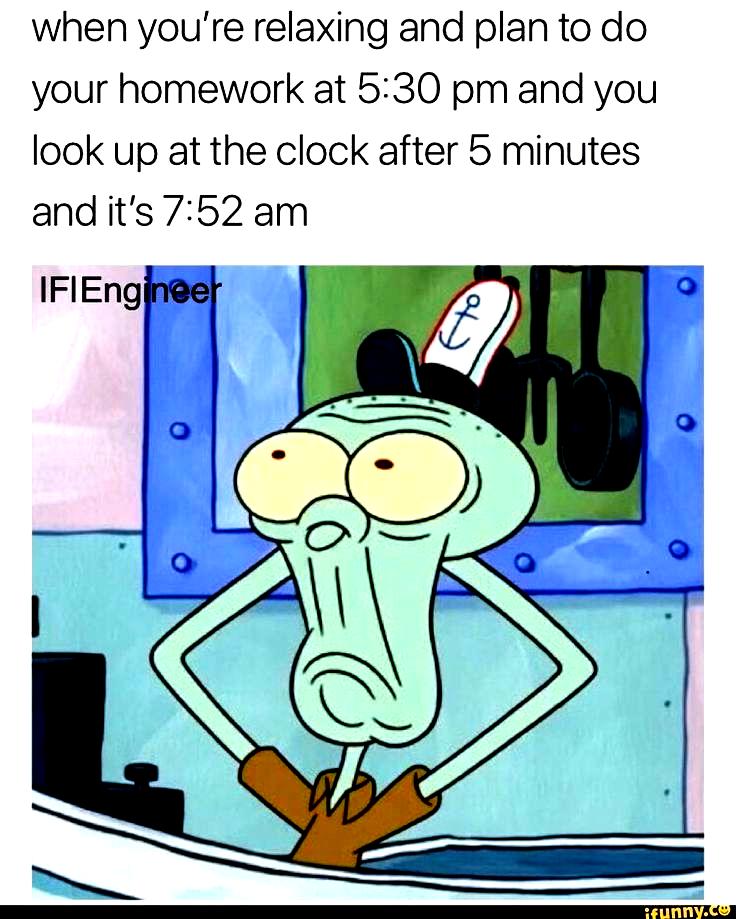 when you're relaxing and plan to do
your homework at 5:30 pm and you
look up at the clock after 5 minutes
and it's 7:52 am
IFIEngineer
ifunny.co